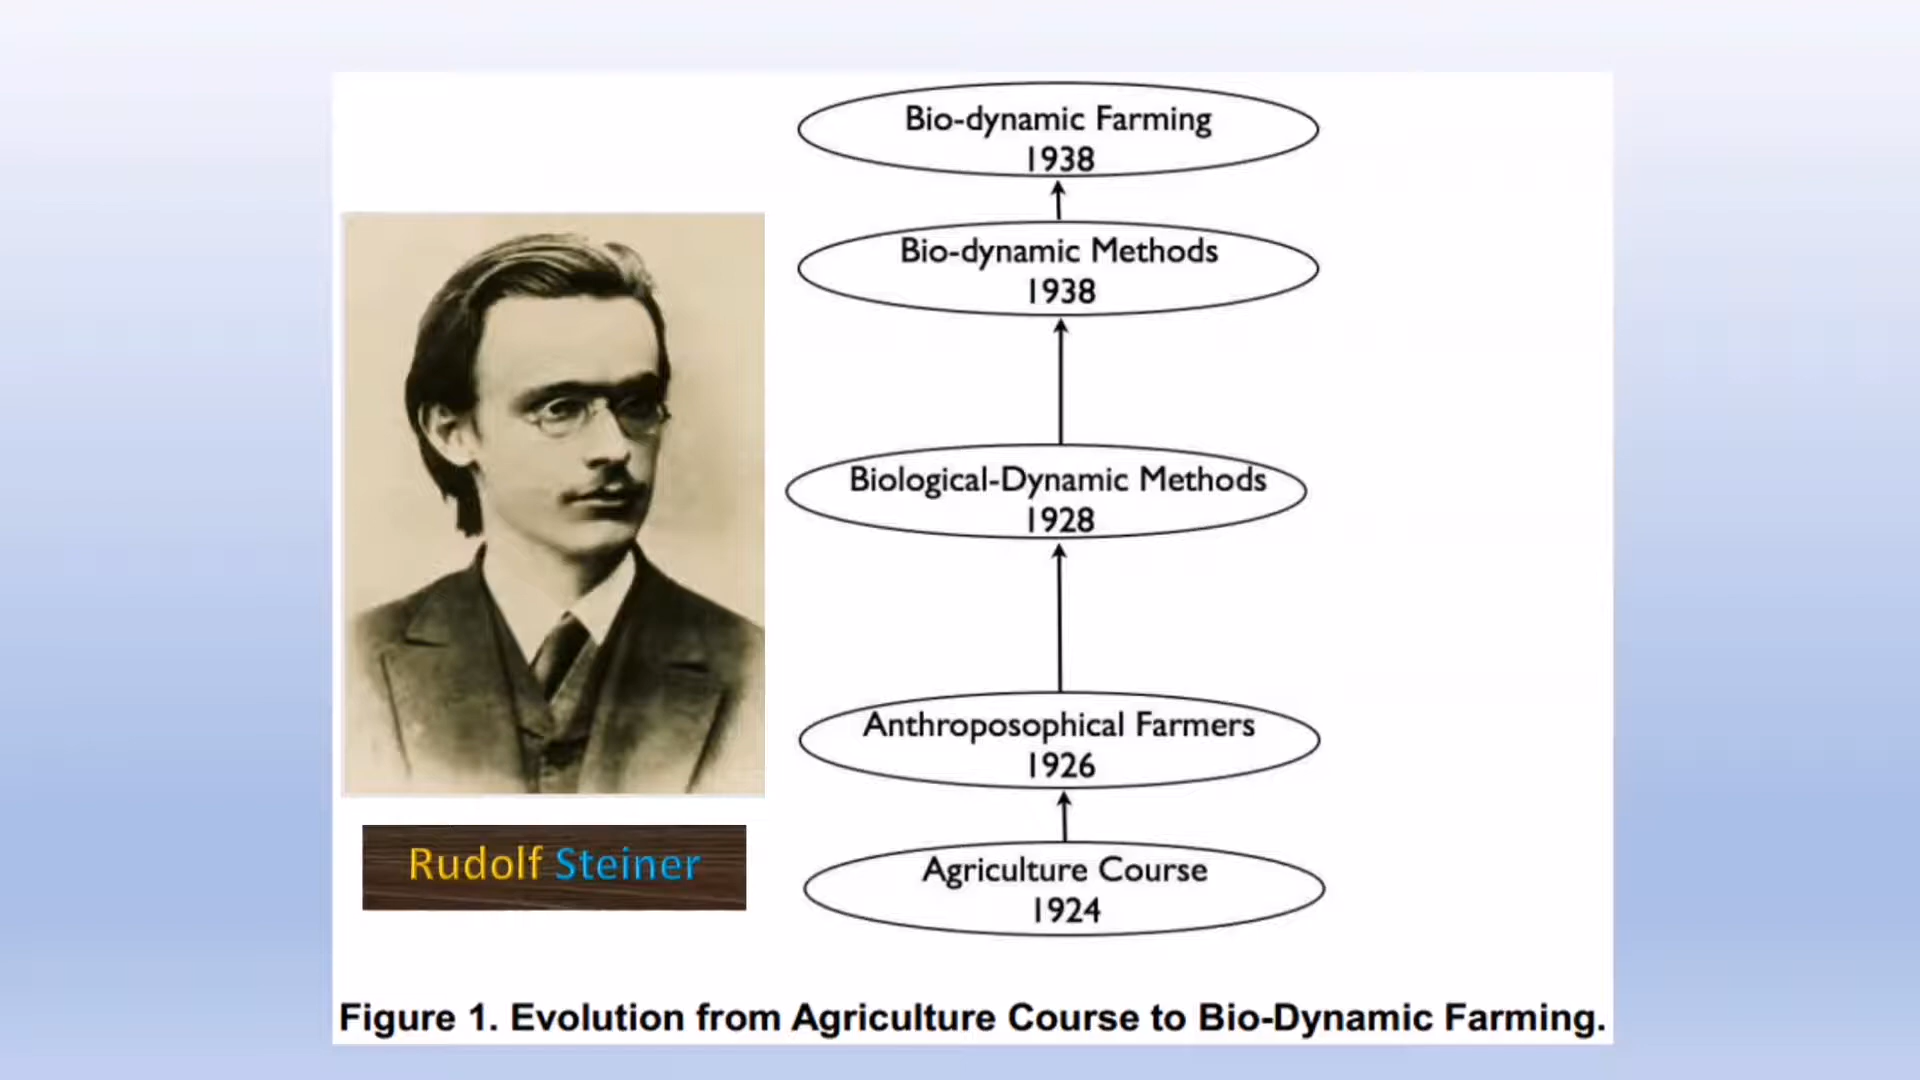 Bio-dynamic Farming
1938
Bio-dynamic Methods
1938
Biological-Dynamic Methods
1928
Anthroposophical Farmers
1926
Agriculture Course
1924
Rudolf Steiner
Figure 1. Evolution from Agriculture Course to Bio-Dynamic Farming.